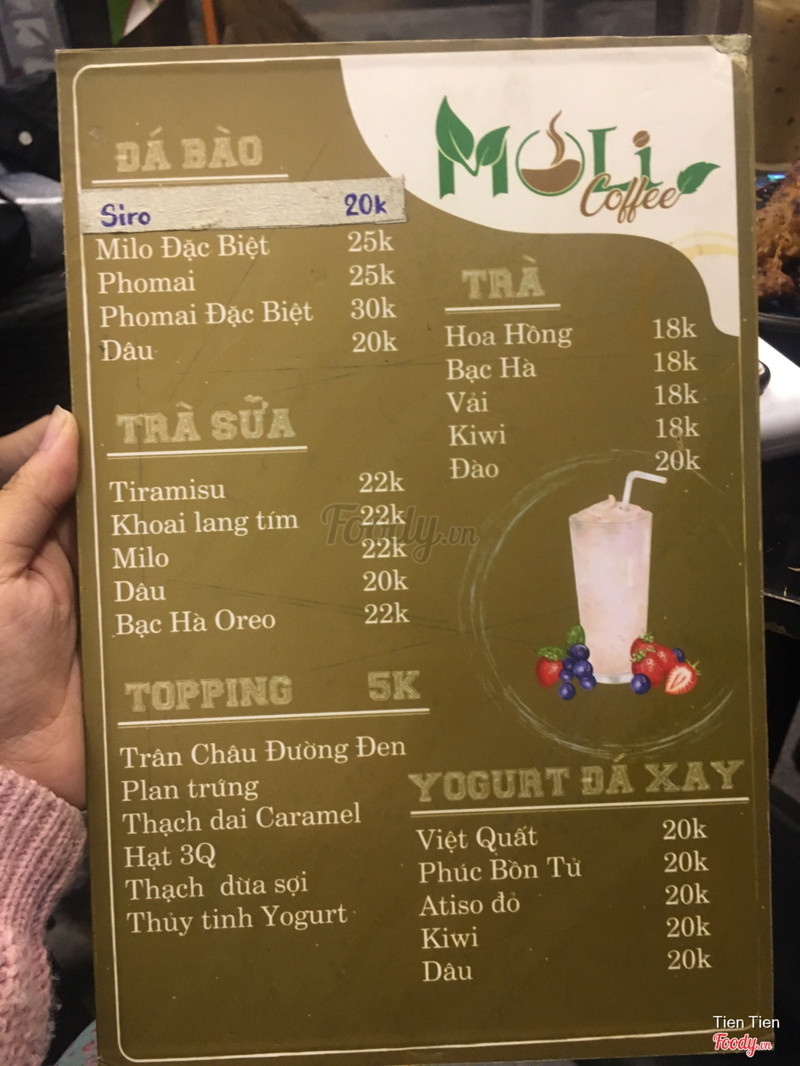 MOLi
Coffee
ĐÁ BÀO
Siro 20k
Milo Đặc Biệt 25k
Phomai 25k
Phomai Đặc Biệt 30k
Dâu 20k
TRÀ
Hoa Hồng 18k
Bạc Hà 18k
Vải 18k
Kiwi 18k
Đào 20k
TRÀ SỮA
Tiramisu 22k
Khoai lang tím 22k
Milo 22k
Dâu 20k
Bạc Hà Oreo 22k
Foody.vn
TOPPING 5K
Trân Châu Đường Đen
Plan trứng
Thạch dai Caramel
Hạt 3Q
Thạch dừa sợi
Thủy tinh Yogurt
YOGURT ĐÁ XAY
Việt Quất 20k
Phúc Bồn Tử 20k
Atiso đỏ 20k
Kiwi 20k
Dâu 20k
Tien Tien
Foody.vn